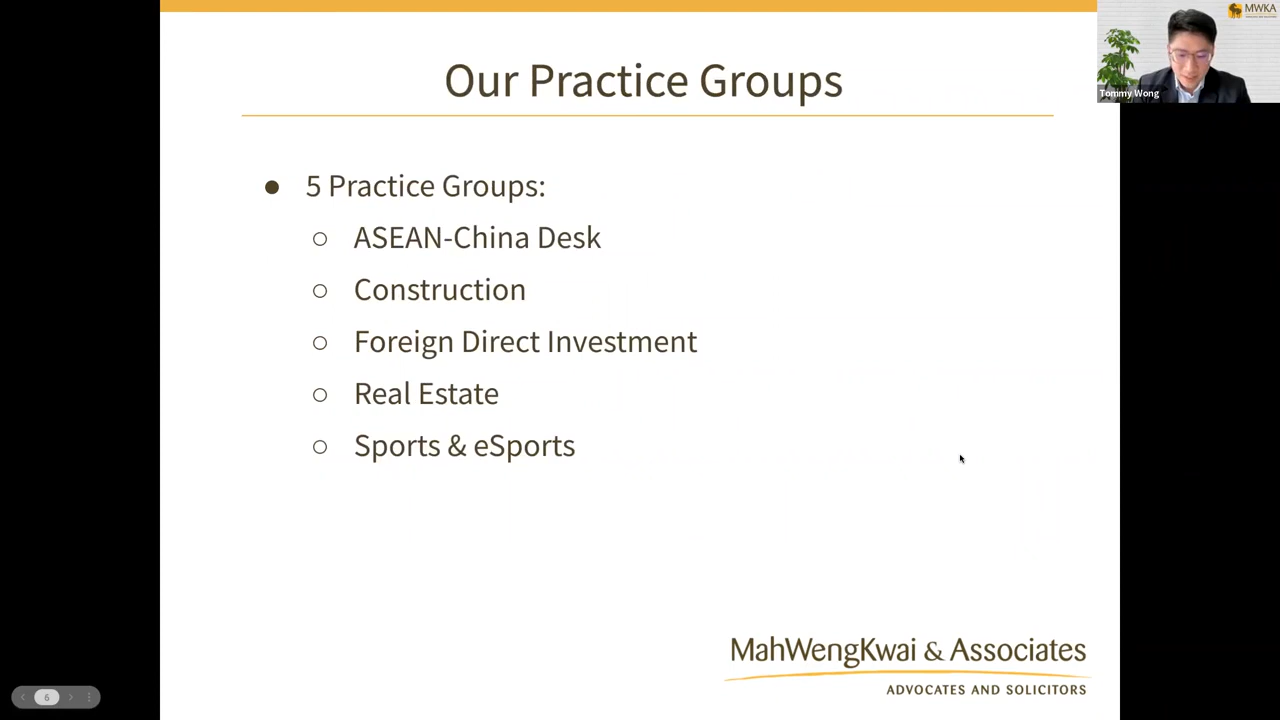 Our Practice Groups
5 Practice Groups:
ASEAN-China Desk
Construction
Foreign Direct Investment
Real Estate
Sports & eSports
MahWengKwai & Associates
ADVOCATES AND SOLICITORS
MWKA
Tommy Wong
6